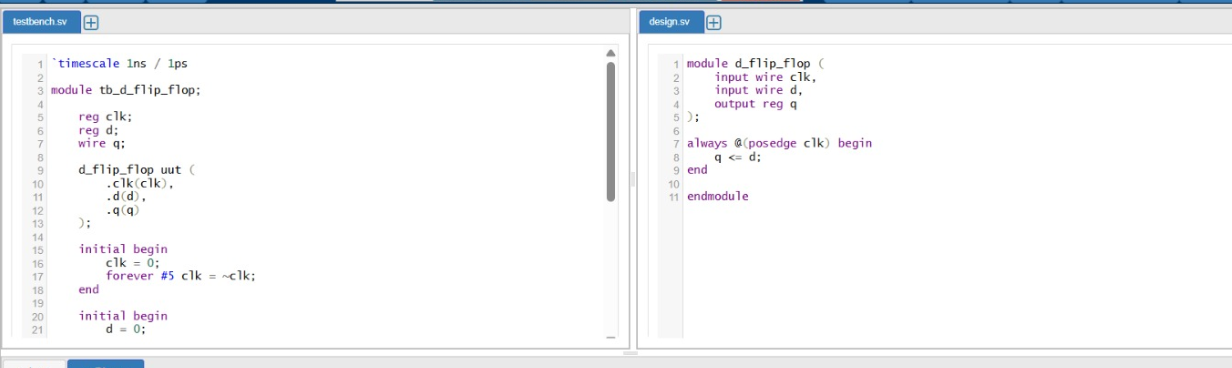 testbench.sv
1 `timescale 1ns / 1ps
2
3 module tb_d_flip_flop;
4
5 reg clk;
6 reg d;
7 wire q;
8
9 d_flip_flop uut (
10 .clk(clk),
11 .d(d),
12 .q(q)
13 );
14
15 initial begin
16 clk = 0;
17 forever #5 clk = ~clk;
18 end
19
20 initial begin
21 d = 0;
design.sv
1 module d_flip_flop (
2 input wire clk,
3 input wire d,
4 output reg q
5 );
6
7 always @(posedge clk) begin
8 q <= d;
9 end
10
11 endmodule